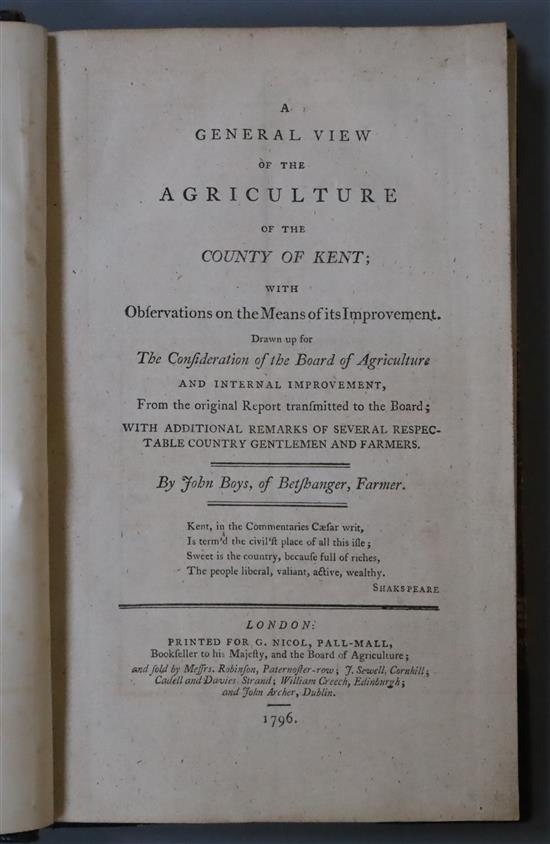 A
GENERAL VIEW
OF THE
AGRICULTURE
OF THE
COUNTY OF KENT;
WITH
Obſervations on the Means of its Improvement.
Drawn up for
The Conſideration of the Board of Agriculture
AND INTERNAL IMPROVEMENT,
From the original Report tranſmitted to the Board;
WITH ADDITIONAL REMARKS OF SEVERAL RESPEC-
TABLE COUNTRY GENTLEMEN AND FARMERS.
By John Boys, of Betſhanger, Farmer.
Kent, in the Commentaries Cæſar writ,
Is term'd the civil'ſt place of all this iſle;
Sweet is the country, becauſe full of riches,
The people liberal, valiant, active, wealthy.
SHAKSPEARE
LONDON:
PRINTED FOR G. NICOL, PALL-MALL,
Bookſeller to his Majeſty, and the Board of Agriculture;
and ſold by Meſſrs. Robinſon, Paternoſter-row; J. Sewell, Cornhill;
Cadell and Davies, Strand; William Creech, Edinburgh;
and John Archer, Dublin.
1796.